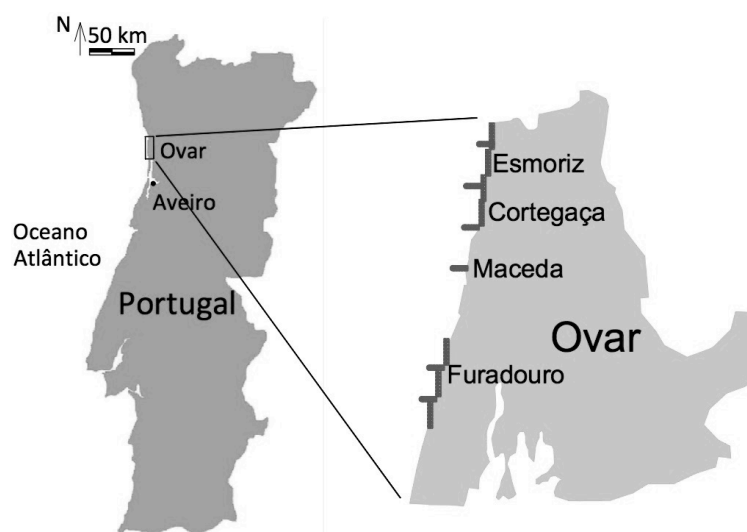 N
50 km
Ovar
Aveiro
Oceano
Atlântico
Portugal
Esmoriz
Cortegaça
Maceda
Ovar
Furadouro